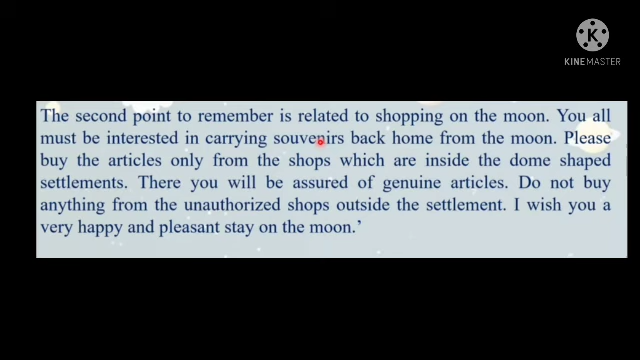 K
KINEMASTER
The second point to remember is related to shopping on the moon. You all
must be interested in carrying souvenirs back home from the moon. Please
buy the articles only from the shops which are inside the dome shaped
settlements. There you will be assured of genuine articles. Do not buy
anything from the unauthorized shops outside the settlement. I wish you a
very happy and pleasant stay on the moon.’